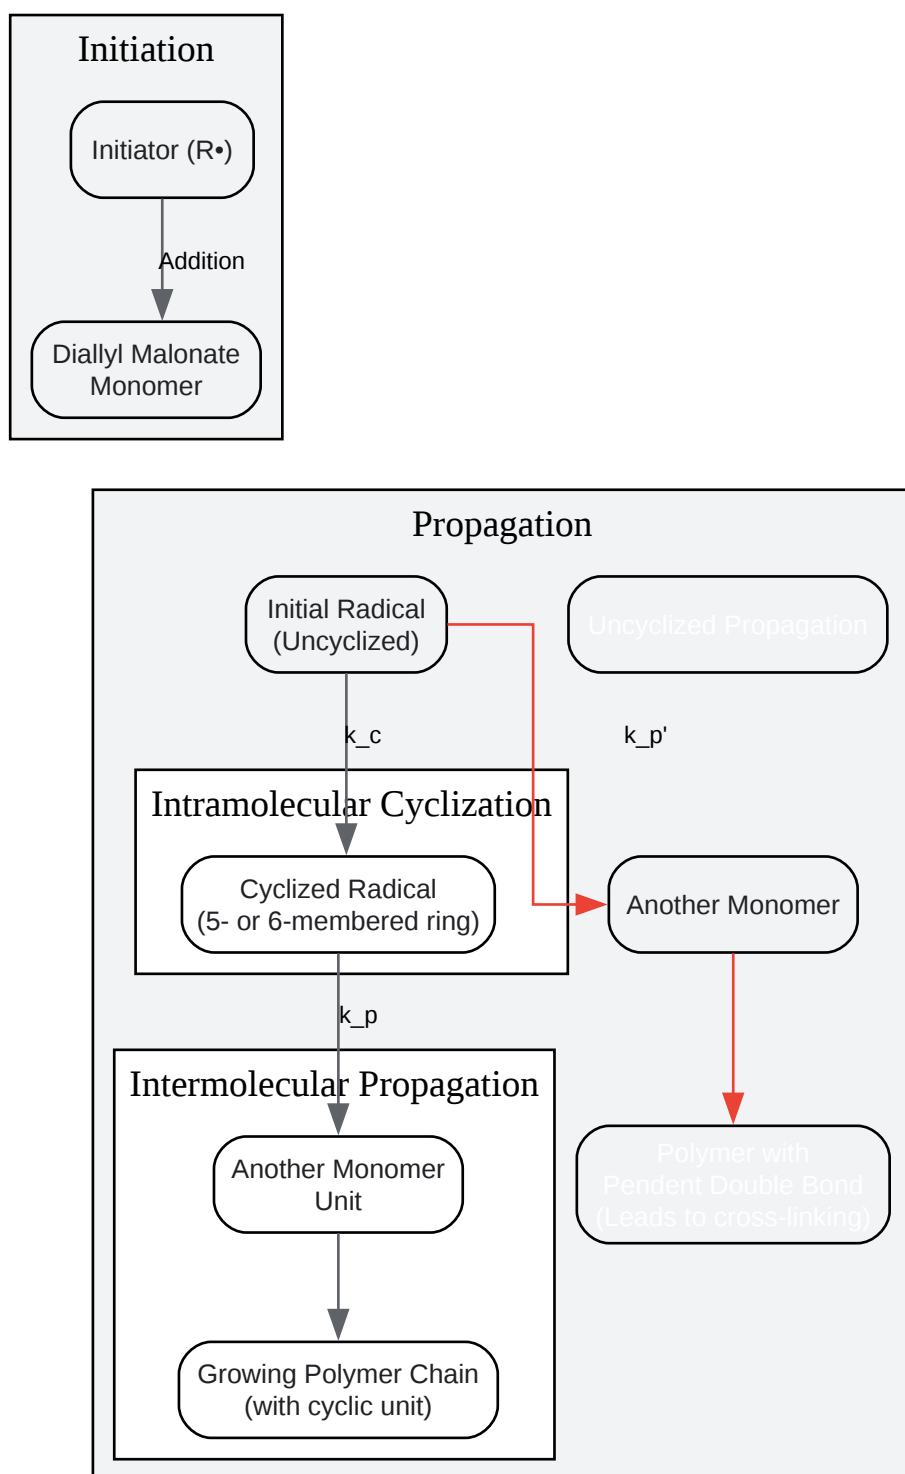 Initiation
Initiator (R•)
Addition
Diallyl Malonate
Monomer
Propagation
Initial Radical
(Uncyclized)
Uncyclized Propagation
k_c
k_p'
Intramolecular Cyclization
Cyclized Radical
(5- or 6-membered ring)
Another Monomer
k_p
Intermolecular Propagation
Another Monomer
Unit
Polymer with
Pendent Double Bond
(Leads to cross-linking)
Growing Polymer Chain
(with cyclic unit)